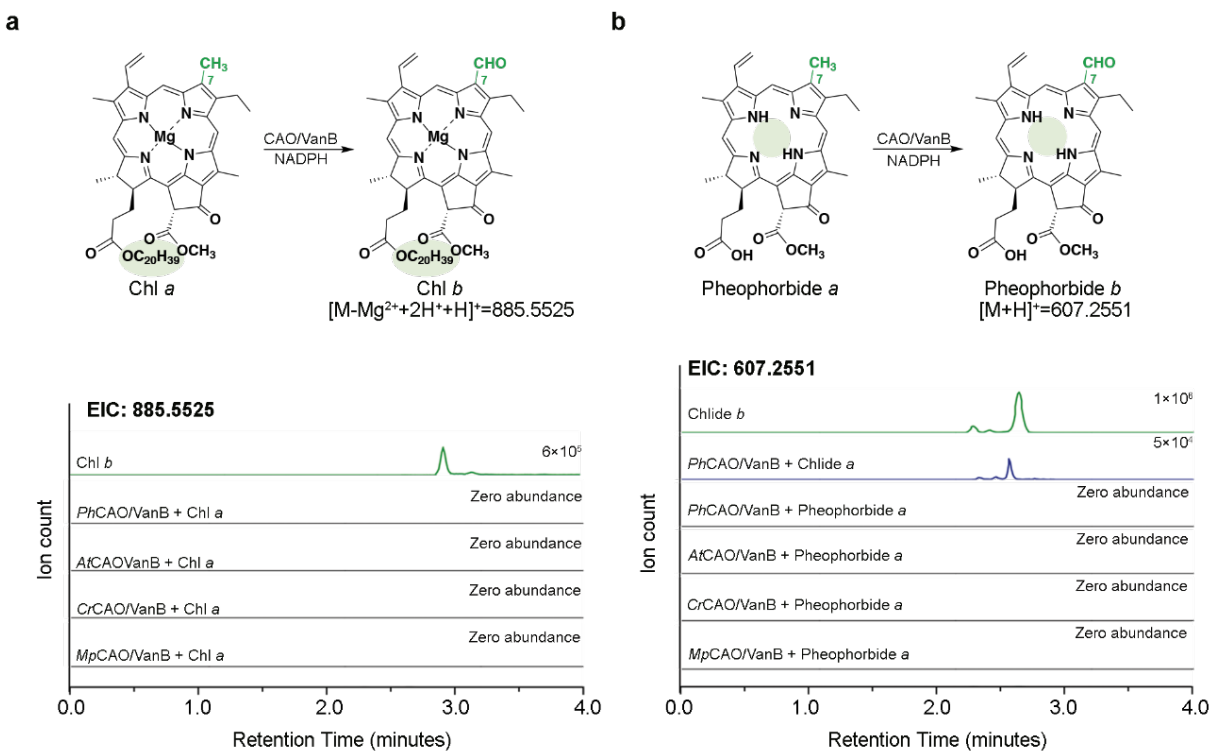 a
CH3
7
N
N
Mg
N
N
O
O
OC20H39
O
OCH3
Chl a
CAO/VanB
NADPH
CHO
7
N
N
Mg
N
N
O
O
OC20H39
O
OCH3
Chl b
[M-Mg²⁺+2H⁺+H]⁺=885.5525
EIC: 885.5525
Chl b
6×10⁵
Zero abundance
PhCAO/VanB + Chl a
Zero abundance
AtCAOVanB + Chl a
Zero abundance
CrCAO/VanB + Chl a
Zero abundance
MpCAO/VanB + Chl a
Ion count
0.0 1.0 2.0 3.0 4.0
Retention Time (minutes)
b
CH3
7
NH
N
N
HN
O
O
OH
O
OCH3
Pheophorbide a
CAO/VanB
NADPH
CHO
7
NH
N
N
HN
O
O
OH
O
OCH3
Pheophorbide b
[M+H]⁺=607.2551
EIC: 607.2551
Chlide b
1×10⁶
5×10⁴
PhCAO/VanB + Chlide a
Zero abundance
PhCAO/VanB + Pheophorbide a
Zero abundance
AtCAO/VanB + Pheophorbide a
Zero abundance
CrCAO/VanB + Pheophorbide a
Zero abundance
MpCAO/VanB + Pheophorbide a
Ion count
0.0 1.0 2.0 3.0 4.0
Retention Time (minutes)